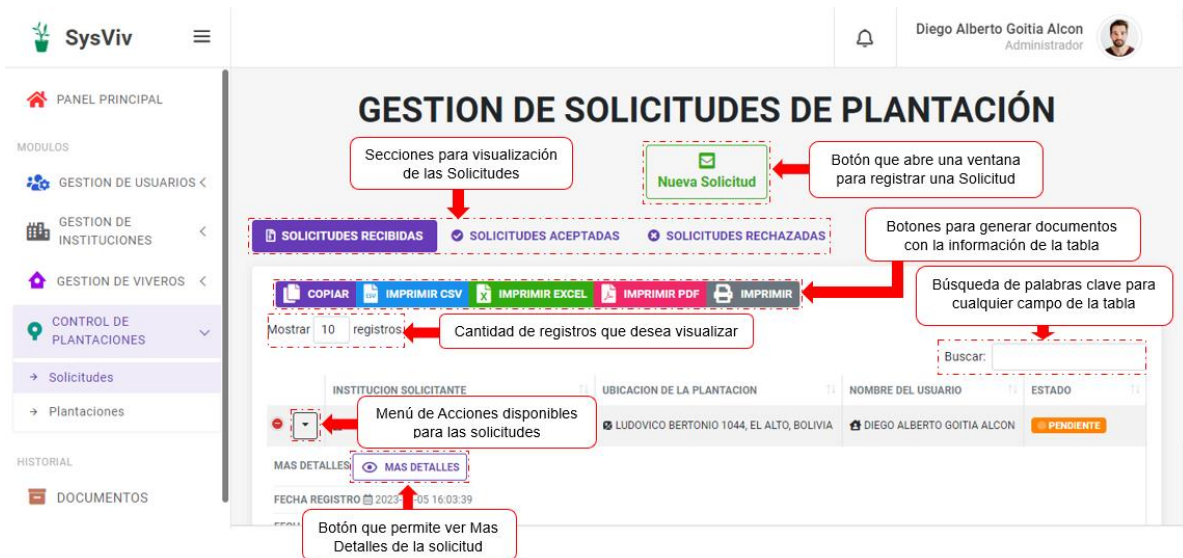 SysViv
Diego Alberto Goitia Alcon
Administrador
PANEL PRINCIPAL
MODULOS
GESTION DE USUARIOS
GESTION DE
INSTITUCIONES
GESTION DE VIVEROS
CONTROL DE
PLANTACIONES
Solicitudes
Plantaciones
HISTORIAL
DOCUMENTOS
GESTION DE SOLICITUDES DE PLANTACIÓN
Secciones para visualización
de las Solicitudes
Nueva Solicitud
Botón que abre una ventana
para registrar una Solicitud
SOLICITUDES RECIBIDAS
SOLICITUDES ACEPTADAS
SOLICITUDES RECHAZADAS
Botones para generar documentos
con la información de la tabla
COPIAR
IMPRIMIR CSV
IMPRIMIR EXCEL
IMPRIMIR PDF
IMPRIMIR
Búsqueda de palabras clave para
cualquier campo de la tabla
Mostrar 10 registros
Cantidad de registros que desea visualizar
Buscar:
INSTITUCION SOLICITANTE
UBICACION DE LA PLANTACION
NOMBRE DEL USUARIO
ESTADO
Menú de Acciones disponibles
para las solicitudes
LUDOVICO BERTONIO 1044, EL ALTO, BOLIVIA
DIEGO ALBERTO GOITIA ALCON
PENDIENTE
MAS DETALLES
MAS DETALLES
FECHA REGISTRO 2023- -05 16:03:39
Botón que permite ver Mas
Detalles de la solicitud